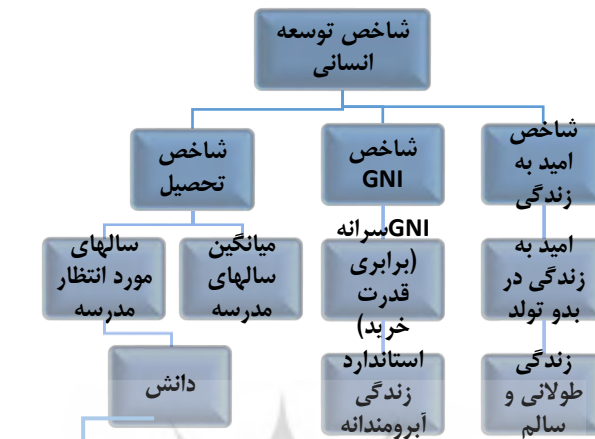 شاخص توسعه
انسانی
شاخص
امید به
زندگی
شاخص
GNI
شاخص
تحصیل
امید به
زندگی در
بدو تولد
GNIسرانه
(برابری
قدرت
خرید)
میانگین
سالهای
مدرسه
سالهای
مورد انتظار
مدرسه
زندگی
طولانی و
سالم
استاندارد
زندگی
آبرومندانه
دانش